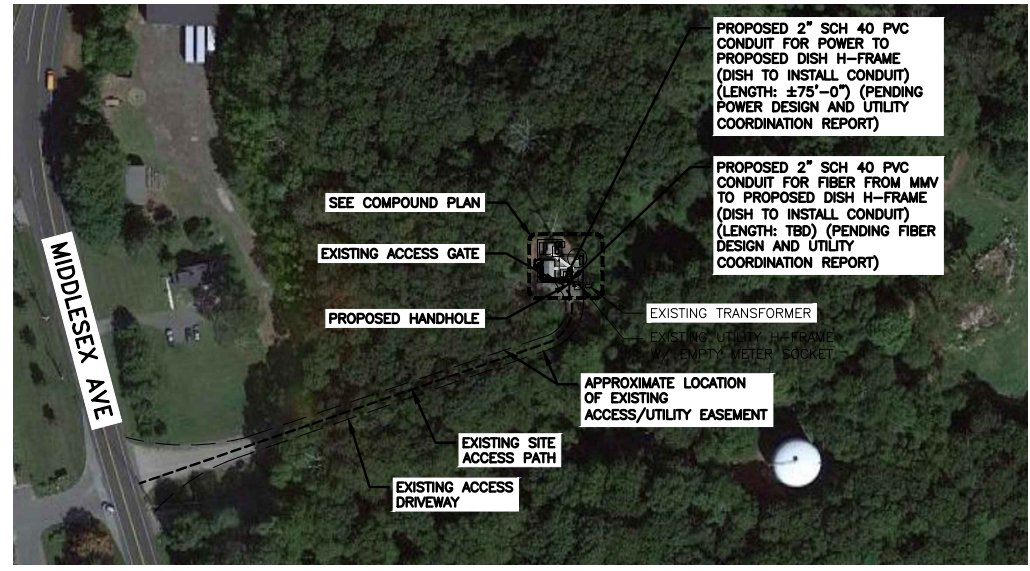 PROPOSED 2" SCH 40 PVC
CONDUIT FOR POWER TO
PROPOSED DISH H-FRAME
(DISH TO INSTALL CONDUIT)
(LENGTH: ±75'-0") (PENDING
POWER DESIGN AND UTILITY
COORDINATION REPORT)
PROPOSED 2" SCH 40 PVC
CONDUIT FOR FIBER FROM MMV
TO PROPOSED DISH H-FRAME
(DISH TO INSTALL CONDUIT)
(LENGTH: TBD) (PENDING FIBER
DESIGN AND UTILITY
COORDINATION REPORT)
SEE COMPOUND PLAN
EXISTING ACCESS GATE
PROPOSED HANDHOLE
EXISTING TRANSFORMER
EXISTING UTILITY H-FRAME
W/ EMPTY METER SOCKET
APPROXIMATE LOCATION
OF EXISTING
ACCESS/UTILITY EASEMENT
EXISTING SITE
ACCESS PATH
EXISTING ACCESS
DRIVEWAY
MIDDLESEX AVE